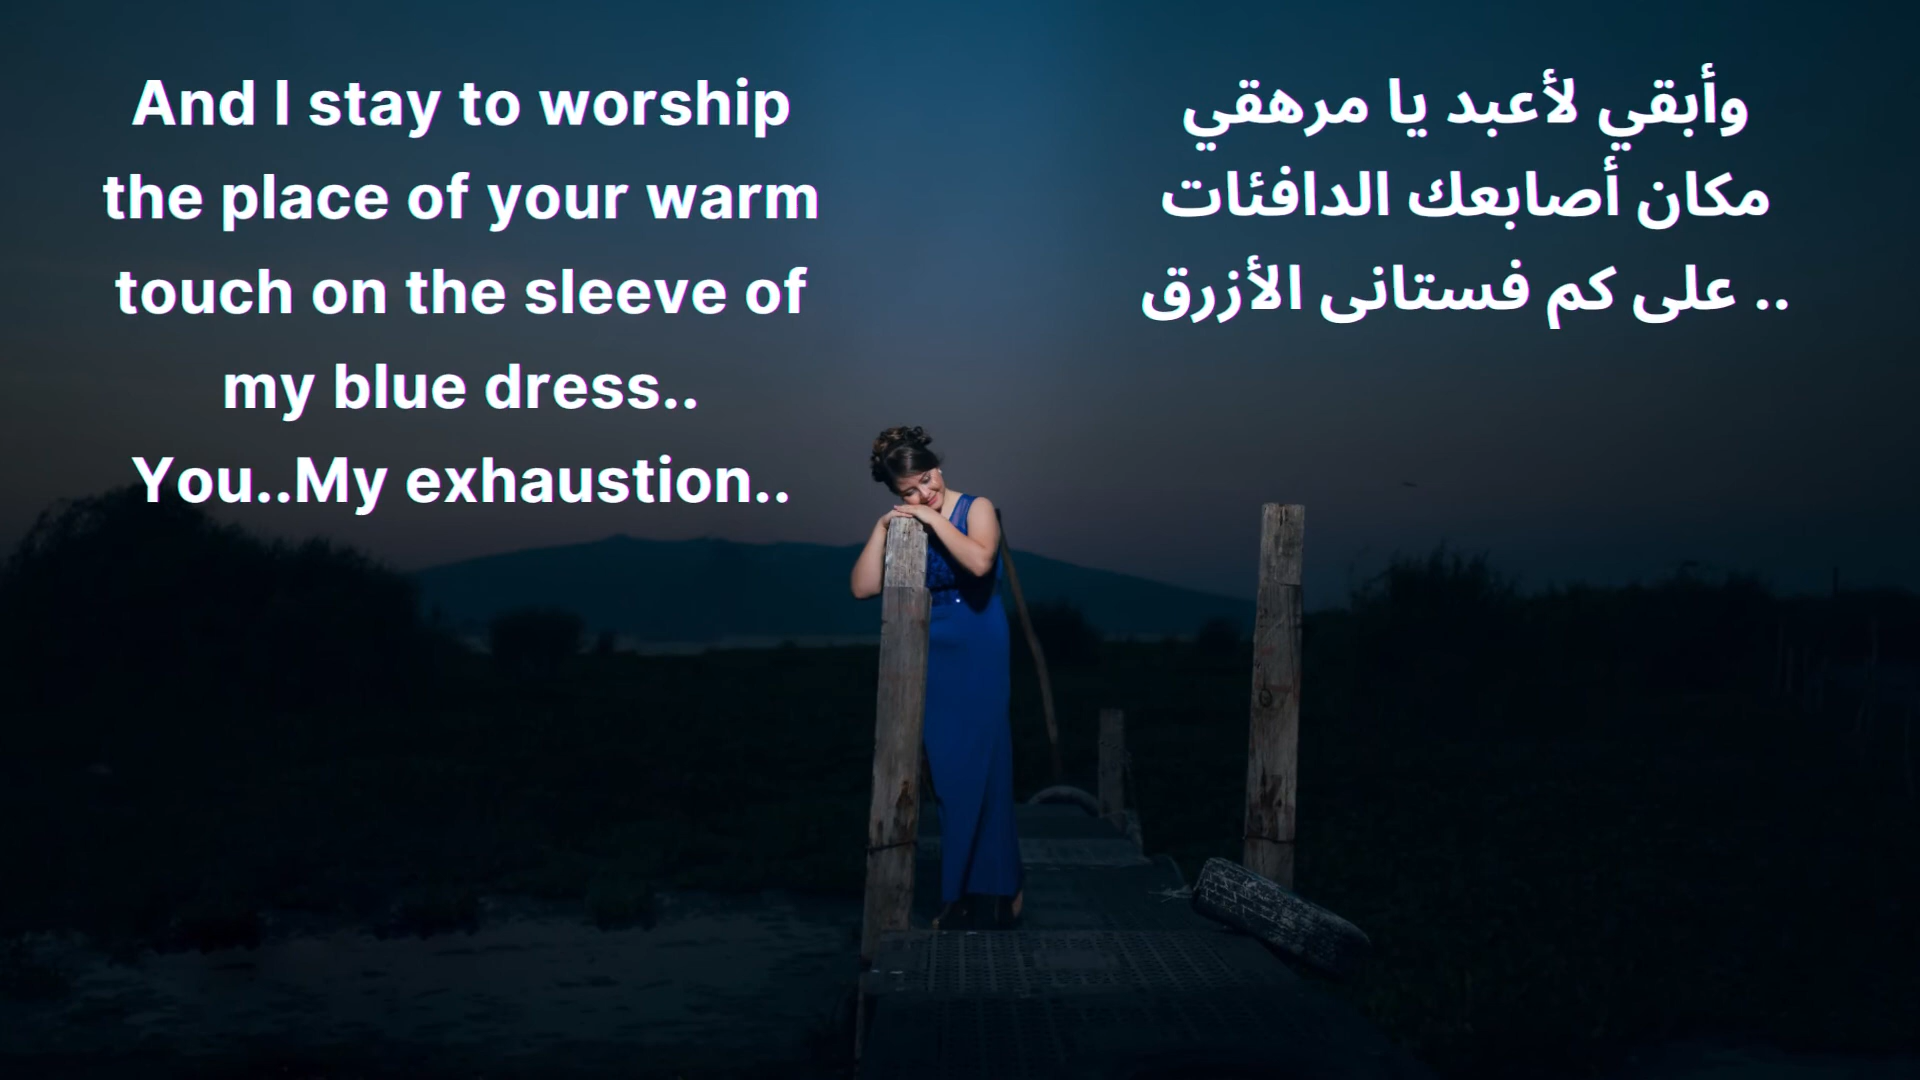 And I stay to worship
the place of your warm
touch on the sleeve of
my blue dress..
You..My exhaustion..
وأبقي لأعبد يا مرهقي
مكان أصابعك الدافئات
.. على كم فستانى الأزرق